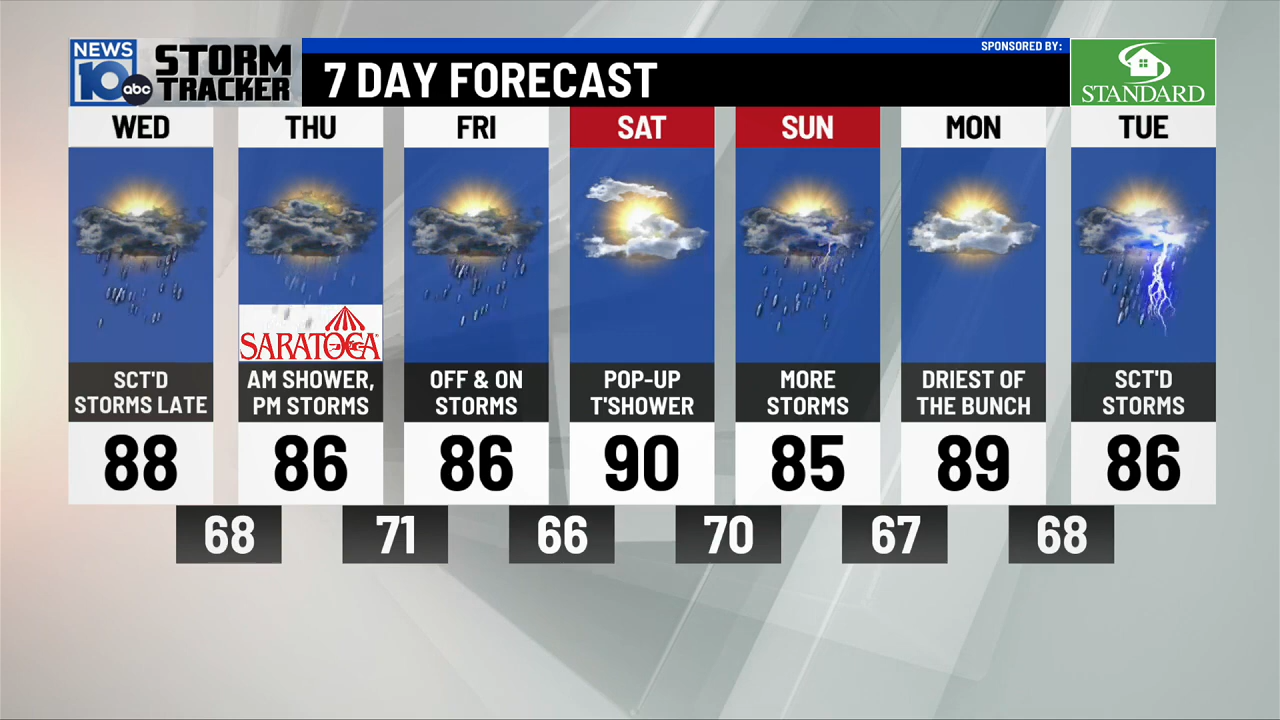 NEWS
10
abc
STORM
TRACKER
SPONSORED BY:
7 DAY FORECAST
STANDARD
WED
THU
FRI
SAT
SUN
MON
TUE
SARATOGA
SCT'D
STORMS LATE
AM SHOWER,
PM STORMS
OFF & ON
STORMS
POP-UP
T'SHOWER
MORE
STORMS
DRIEST OF
THE BUNCH
SCT'D
STORMS
88
86
86
90
85
89
86
68
71
66
70
67
68